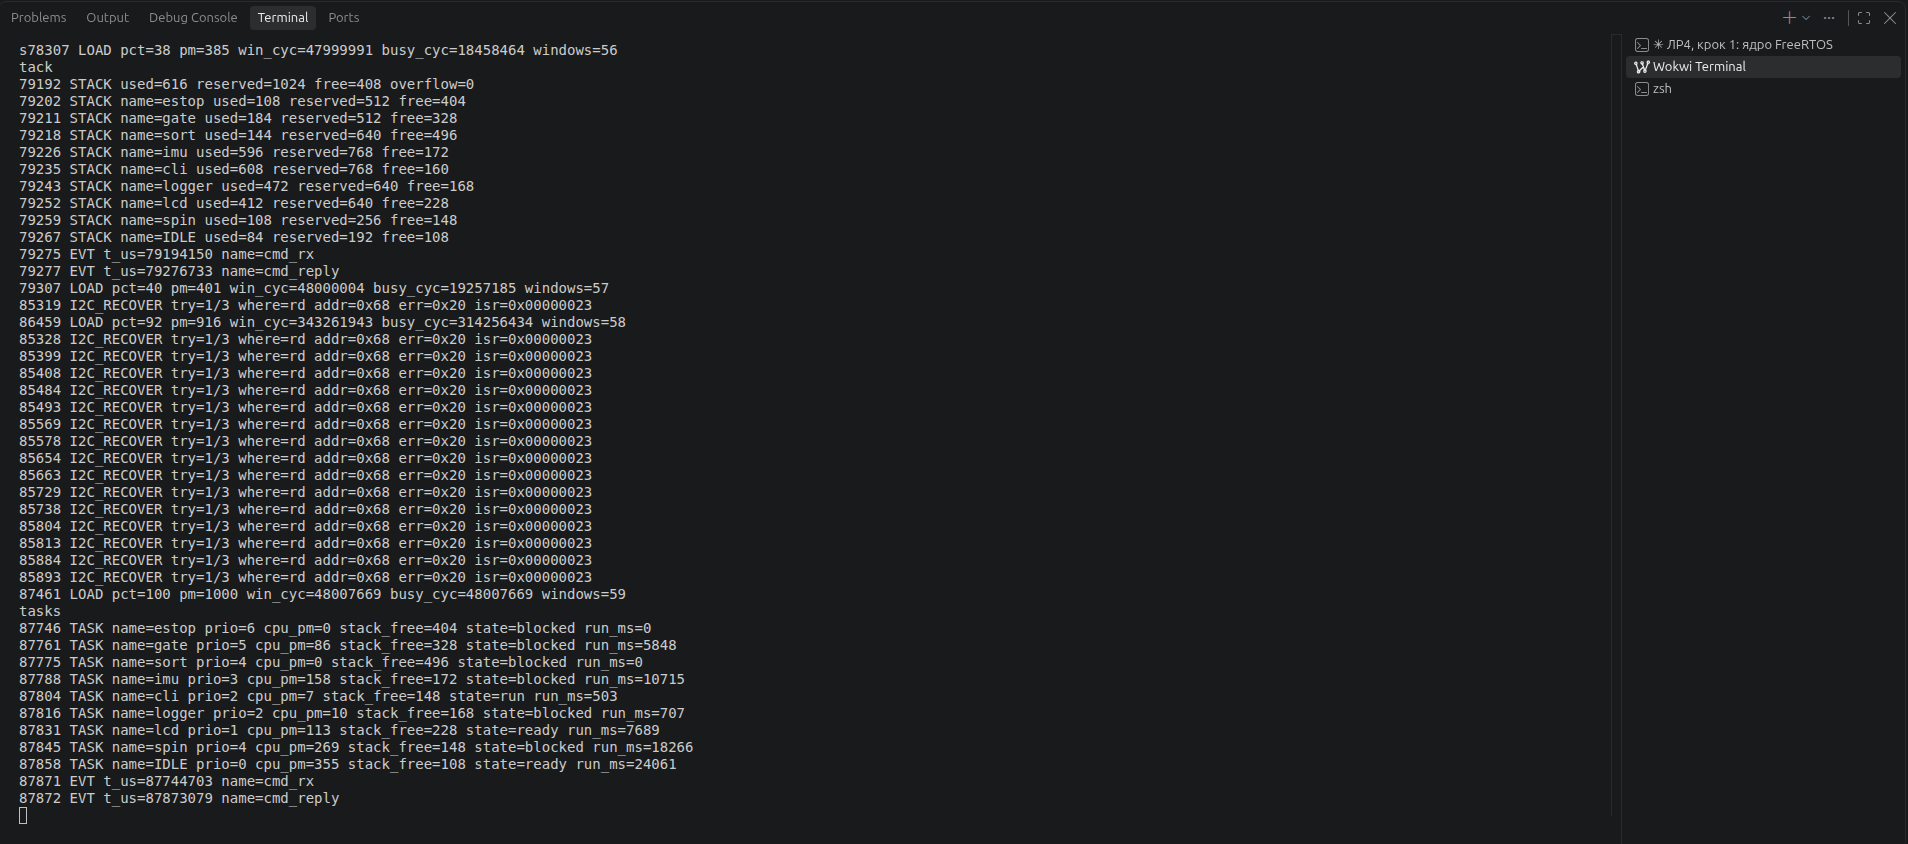 Problems Output Debug Console Terminal Ports
s78307 LOAD pct=38 pm=385 win_cyc=47999991 busy_cyc=18458464 windows=56
tack
79192 STACK used=616 reserved=1024 free=408 overflow=0
79202 STACK name=estop used=108 reserved=512 free=404
79211 STACK name=gate used=184 reserved=512 free=328
79218 STACK name=sort used=144 reserved=640 free=496
79226 STACK name=imu used=596 reserved=768 free=172
79235 STACK name=cli used=608 reserved=768 free=160
79243 STACK name=logger used=472 reserved=640 free=168
79252 STACK name=lcd used=412 reserved=640 free=228
79259 STACK name=spin used=108 reserved=256 free=148
79267 STACK name=IDLE used=84 reserved=192 free=108
79275 EVT t_us=79194150 name=cmd_rx
79277 EVT t_us=79276733 name=cmd_reply
79307 LOAD pct=40 pm=401 win_cyc=48000004 busy_cyc=19257185 windows=57
85319 I2C_RECOVER try=1/3 where=rd addr=0x68 err=0x20 isr=0x00000023
86459 LOAD pct=92 pm=916 win_cyc=343261943 busy_cyc=314256434 windows=58
85328 I2C_RECOVER try=1/3 where=rd addr=0x68 err=0x20 isr=0x00000023
85399 I2C_RECOVER try=1/3 where=rd addr=0x68 err=0x20 isr=0x00000023
85408 I2C_RECOVER try=1/3 where=rd addr=0x68 err=0x20 isr=0x00000023
85484 I2C_RECOVER try=1/3 where=rd addr=0x68 err=0x20 isr=0x00000023
85493 I2C_RECOVER try=1/3 where=rd addr=0x68 err=0x20 isr=0x00000023
85569 I2C_RECOVER try=1/3 where=rd addr=0x68 err=0x20 isr=0x00000023
85578 I2C_RECOVER try=1/3 where=rd addr=0x68 err=0x20 isr=0x00000023
85654 I2C_RECOVER try=1/3 where=rd addr=0x68 err=0x20 isr=0x00000023
85663 I2C_RECOVER try=1/3 where=rd addr=0x68 err=0x20 isr=0x00000023
85729 I2C_RECOVER try=1/3 where=rd addr=0x68 err=0x20 isr=0x00000023
85738 I2C_RECOVER try=1/3 where=rd addr=0x68 err=0x20 isr=0x00000023
85804 I2C_RECOVER try=1/3 where=rd addr=0x68 err=0x20 isr=0x00000023
85813 I2C_RECOVER try=1/3 where=rd addr=0x68 err=0x20 isr=0x00000023
85884 I2C_RECOVER try=1/3 where=rd addr=0x68 err=0x20 isr=0x00000023
85893 I2C_RECOVER try=1/3 where=rd addr=0x68 err=0x20 isr=0x00000023
87461 LOAD pct=100 pm=1000 win_cyc=48007669 busy_cyc=48007669 windows=59
tasks
87746 TASK name=estop prio=6 cpu_pm=0 stack_free=404 state=blocked run_ms=0
87761 TASK name=gate prio=5 cpu_pm=86 stack_free=328 state=blocked run_ms=5848
87775 TASK name=sort prio=4 cpu_pm=0 stack_free=496 state=blocked run_ms=0
87788 TASK name=imu prio=3 cpu_pm=158 stack_free=172 state=blocked run_ms=10715
87804 TASK name=cli prio=2 cpu_pm=7 stack_free=148 state=run run_ms=503
87816 TASK name=logger prio=2 cpu_pm=10 stack_free=168 state=blocked run_ms=707
87831 TASK name=lcd prio=1 cpu_pm=113 stack_free=228 state=ready run_ms=7689
87845 TASK name=spin prio=4 cpu_pm=269 stack_free=148 state=blocked run_ms=18266
87858 TASK name=IDLE prio=0 cpu_pm=355 stack_free=108 state=ready run_ms=24061
87871 EVT t_us=87744703 name=cmd_rx
87872 EVT t_us=87873079 name=cmd_reply
✳ ЛР4, крок 1: ядро FreeRTOS
Wokwi Terminal
zsh